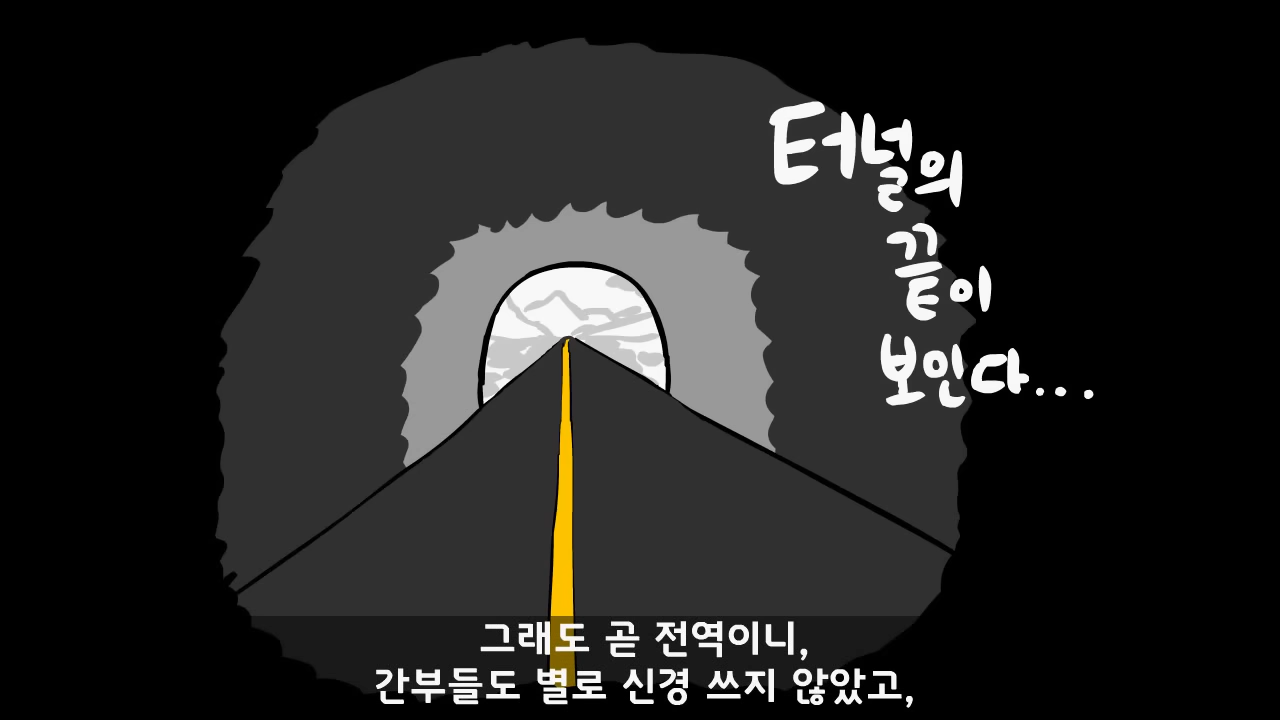 터널의
끝이
보인다...
그래도 곧 전역이니,
간부들도 별로 신경 쓰지 않았고,